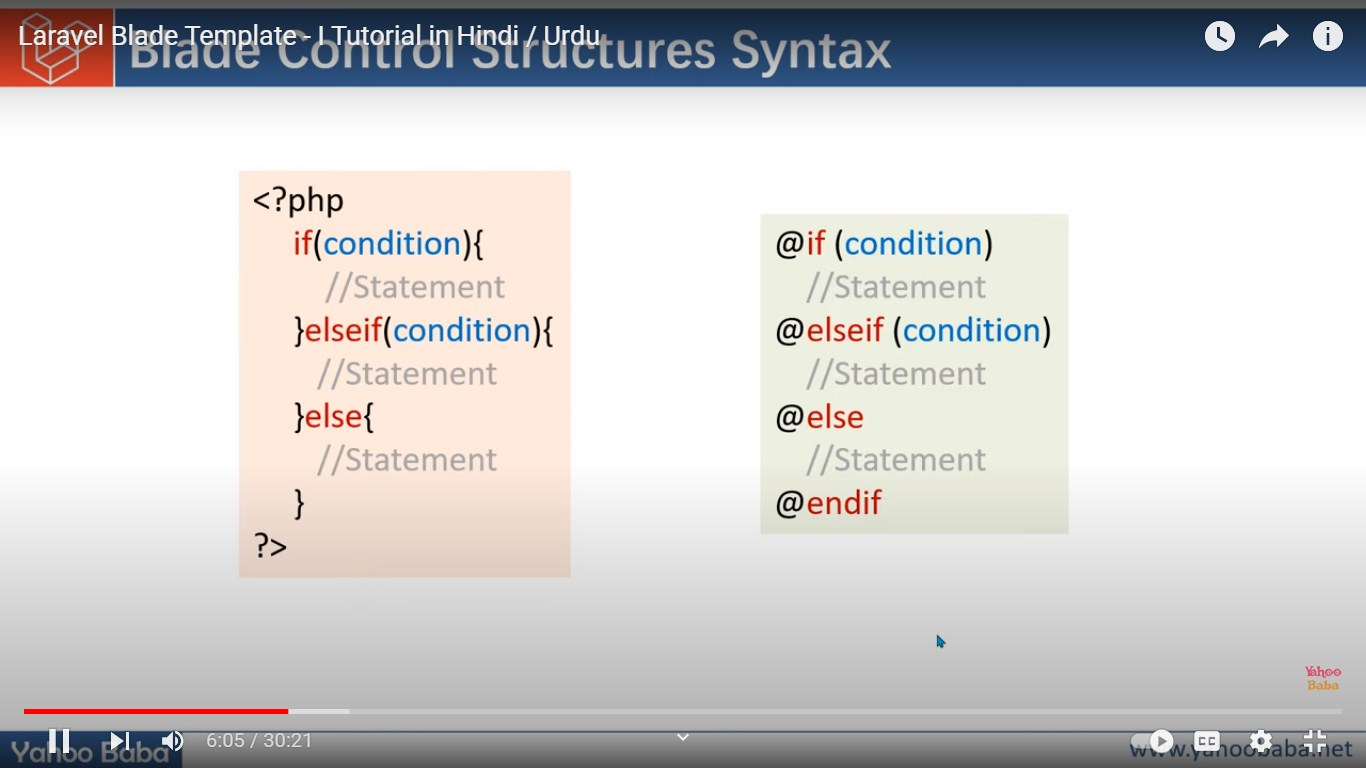 Laravel Blade Template - I Tutorial in Hindi / Urdu
Blade Control Structures Syntax
<?php
if(condition){
//Statement
}elseif(condition){
//Statement
}else{
//Statement
}
?>
@if (condition)
//Statement
@elseif (condition)
//Statement
@else
//Statement
@endif
Yahoo
Baba
6:05 / 30:21
CC
Yahoo Baba
www.yahoobaba.net